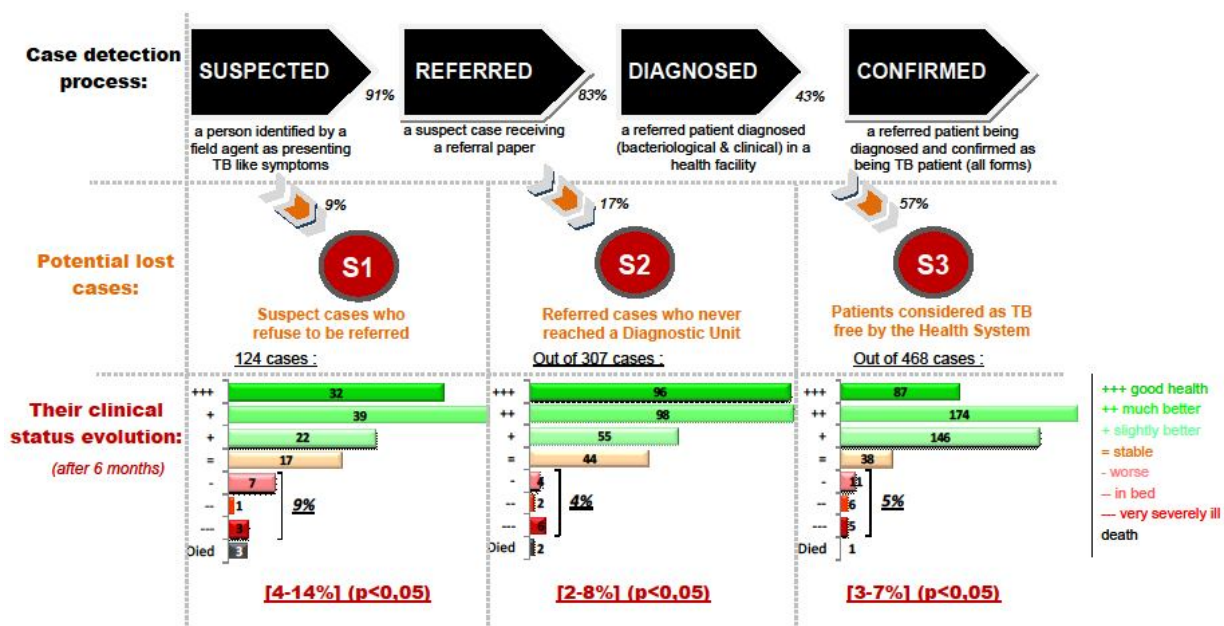 Case detection
process:
SUSPECTED
91%
REFERRED
83%
DIAGNOSED
43%
CONFIRMED
a person identified by a
field agent as presenting
TB like symptoms
a suspect case receiving
a referral paper
a referred patient diagnosed
(bacteriological & clinical) in a
health facility
a referred patient being
diagnosed and confirmed as
being TB patient (all forms)
9%
17%
57%
Potential lost
cases:
S1
S2
S3
Suspect cases who
refuse to be referred
Referred cases who never
reached a Diagnostic Unit
Patients considered as TB
free by the Health System
124 cases :
Out of 307 cases :
Out of 468 cases :
Their clinical
status evolution:
(after 6 months)
+++ 32
+ 39
+ 22
= 17
- 7
-- 1
--- 3
Died 3
9%
+++ 96
++ 98
+ 55
= 44
- 4
-- 2
--- 6
Died 2
4%
+++ 87
++ 174
+ 146
= 38
- 11
-- 6
--- 5
Died 1
5%
+++ good health
++ much better
+ slightly better
= stable
- worse
-- in bed
--- very severely ill
death
[4-14%] (p<0,05)
[2-8%] (p<0,05)
[3-7%] (p<0,05)